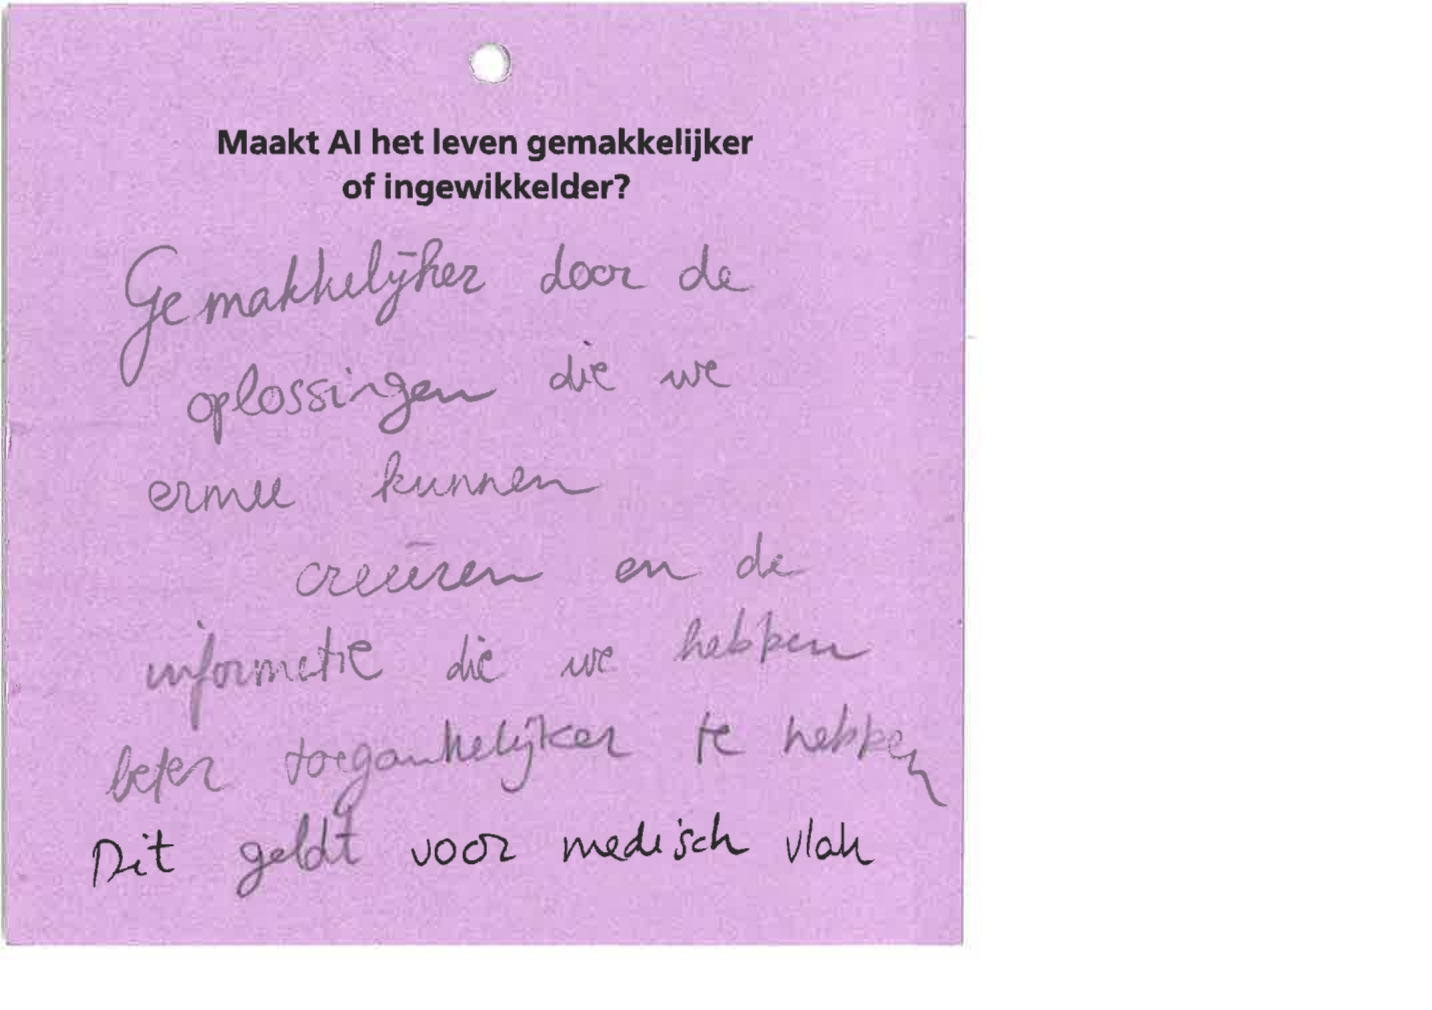 Maakt AI het leven gemakkelijker
of ingewikkelder?
Gemakkelijker door de
oplossingen die we
ermee kunnen
creëeren en de
informatie die we hebben
beter toegankelijker te hebben
Dit geldt voor medisch vlak